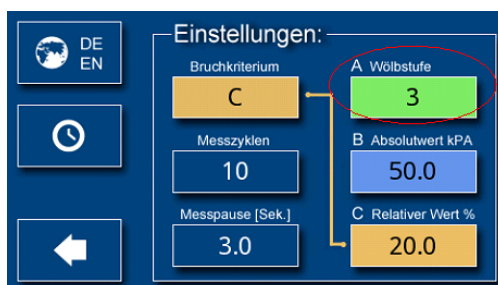 DE
EN
Einstellungen:
Bruchkriterium
C
A Wölbstufe
3
Messzyklen
10
B Absolutwert kPA
50.0
Messpause [Sek.]
3.0
C Relativer Wert %
20.0